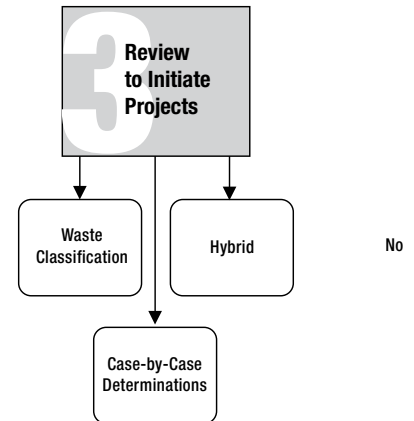 3
Review
to Initiate
Projects
Waste
Classification
Hybrid
No
Case-by-Case
Determinations